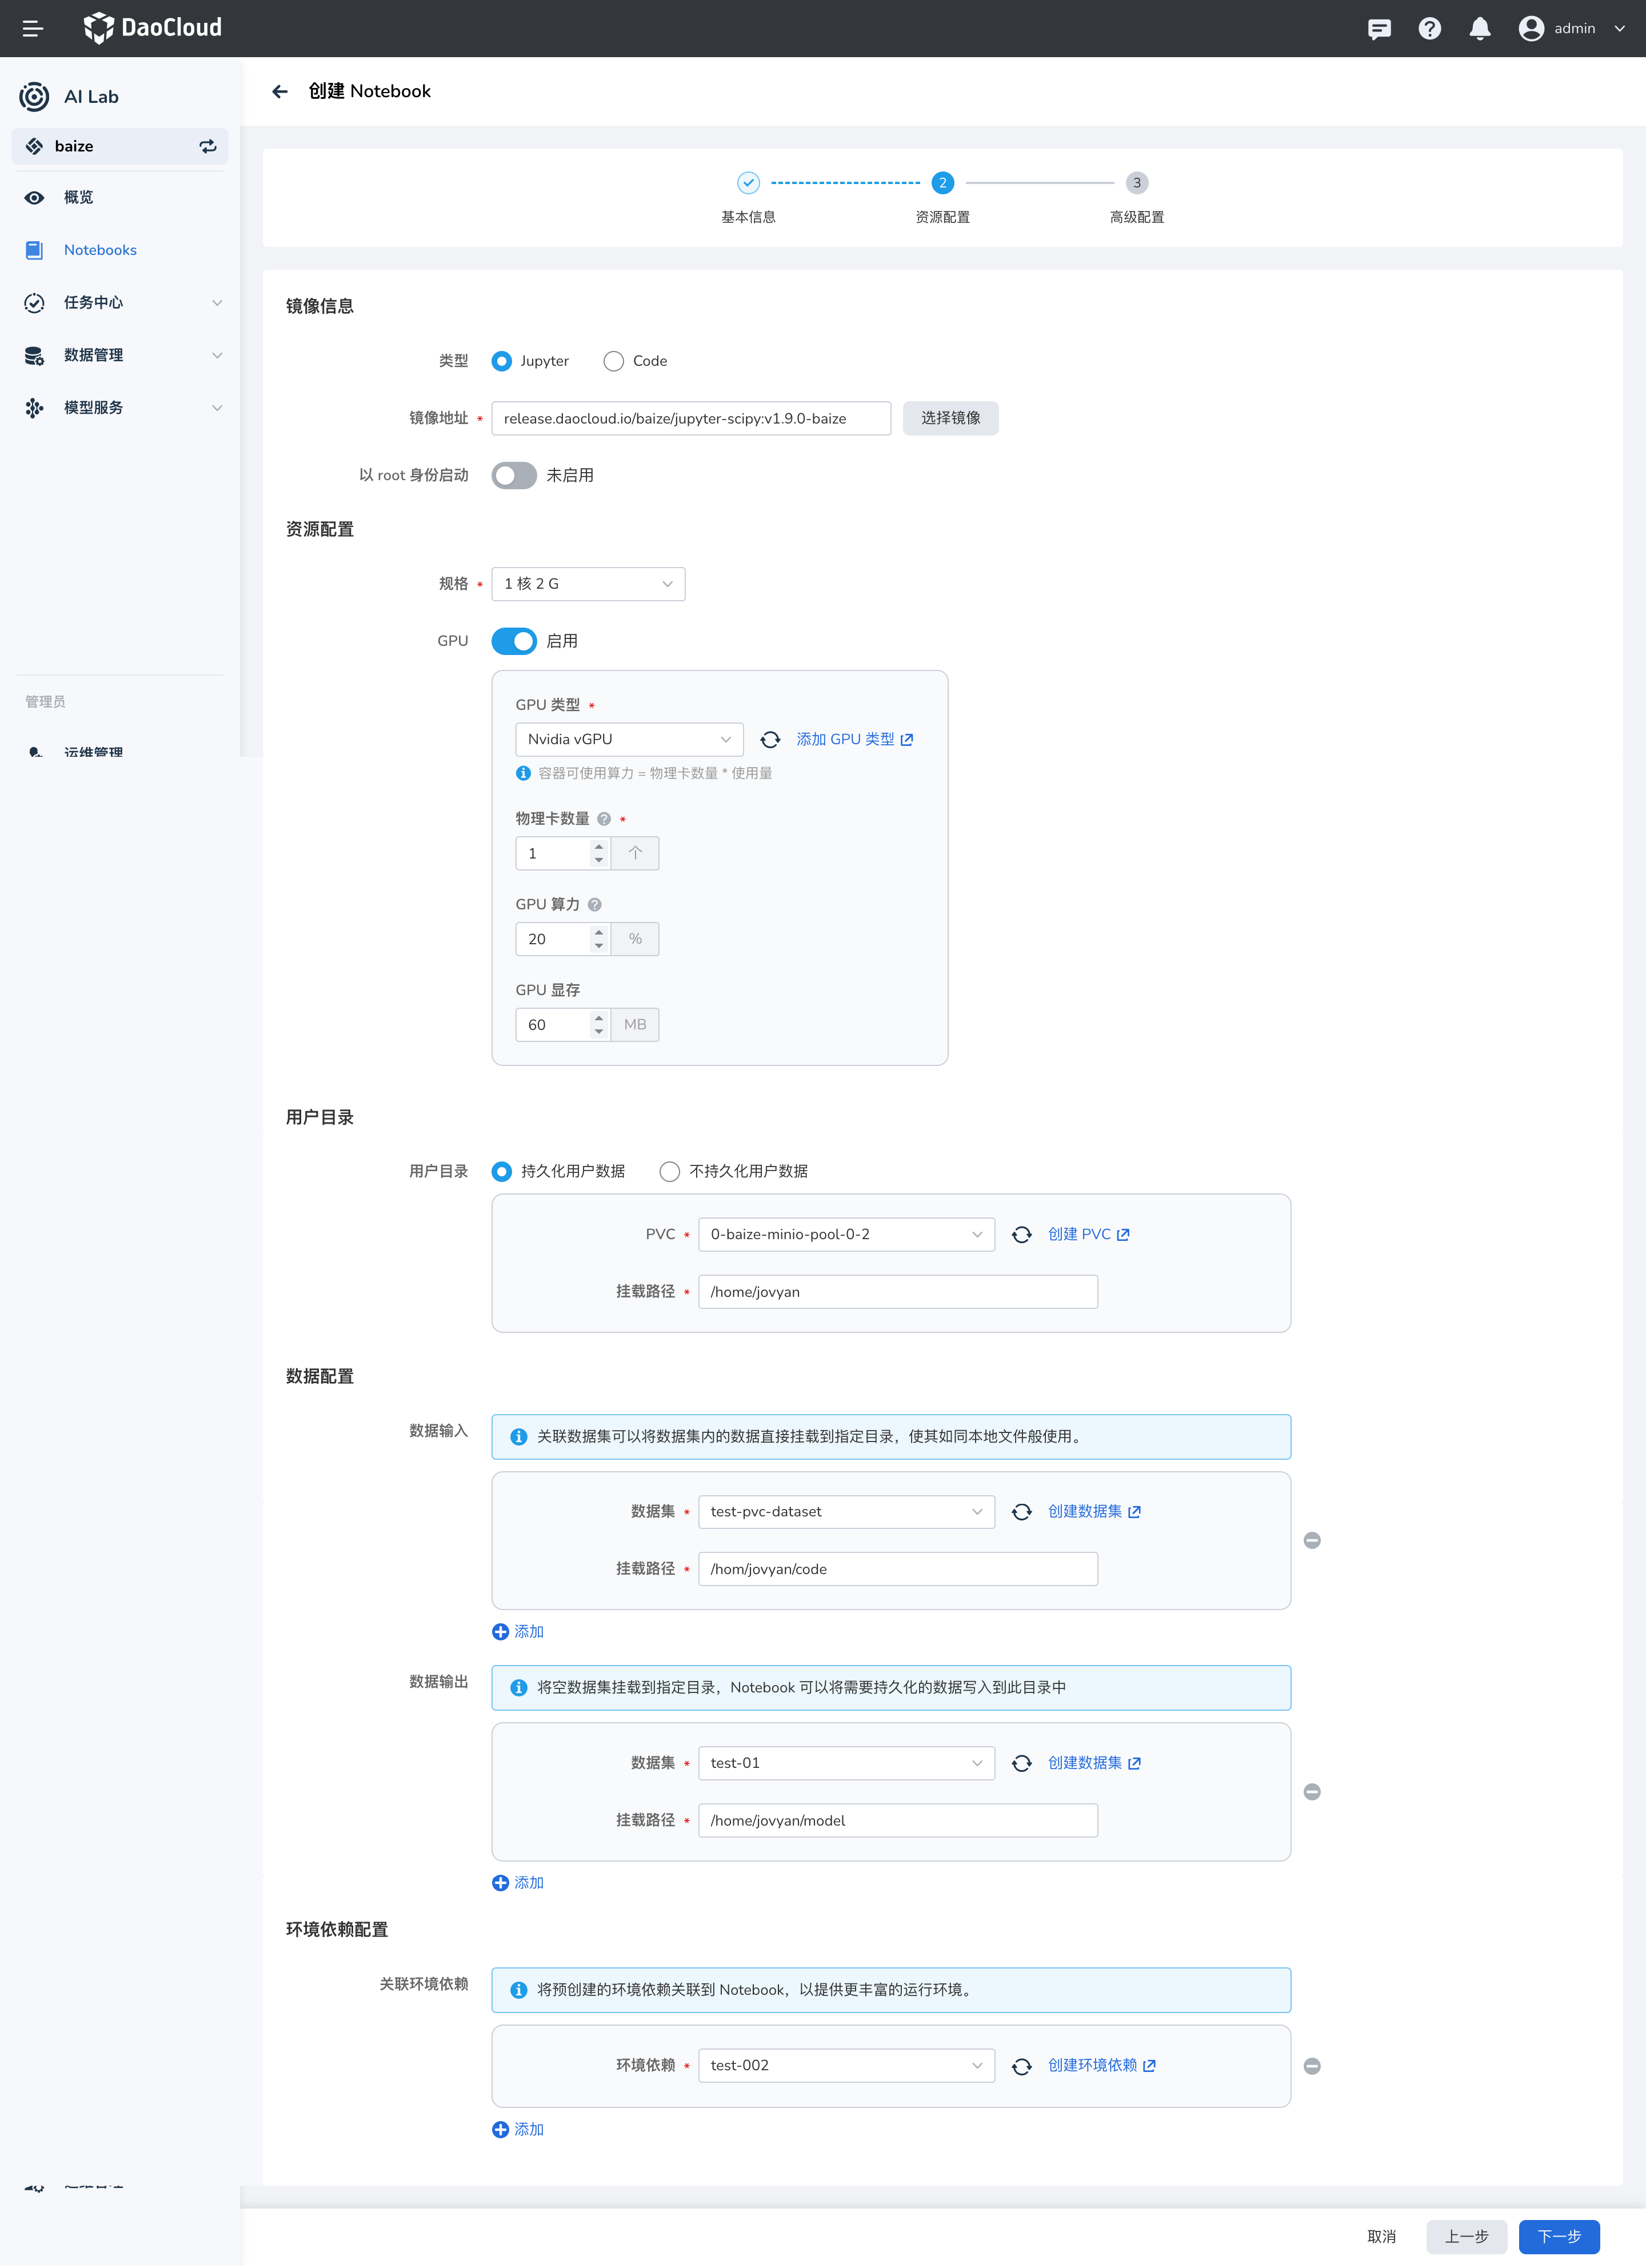 DaoCloud
admin
AI Lab
baize
概览
Notebooks
任务中心
数据管理
模型服务
管理员
运维管理
创建 Notebook
基本信息
2
资源配置
3
高级配置
镜像信息
类型 Jupyter Code
镜像地址 * release.daocloud.io/baize/jupyter-scipy:v1.9.0-baize 选择镜像
以 root 身份启动 未启用
资源配置
规格 * 1 核 2 G
GPU 启用
GPU 类型 *
Nvidia vGPU 添加 GPU 类型
容器可使用算力 = 物理卡数量 * 使用量
物理卡数量 *
1 个
GPU 算力
20 %
GPU 显存
60 MB
用户目录
用户目录 持久化用户数据 不持久化用户数据
PVC * 0-baize-minio-pool-0-2 创建 PVC
挂载路径 * /home/jovyan
数据配置
数据输入 关联数据集可以将数据集内的数据直接挂载到指定目录，使其如同本地文件般使用。
数据集 * test-pvc-dataset 创建数据集
挂载路径 * /hom/jovyan/code
添加
数据输出 将空数据集挂载到指定目录，Notebook 可以将需要持久化的数据写入到此目录中
数据集 * test-01 创建数据集
挂载路径 * /home/jovyan/model
添加
环境依赖配置
关联环境依赖 将预创建的环境依赖关联到 Notebook，以提供更丰富的运行环境。
环境依赖 * test-002 创建环境依赖
添加
取消 上一步 下一步